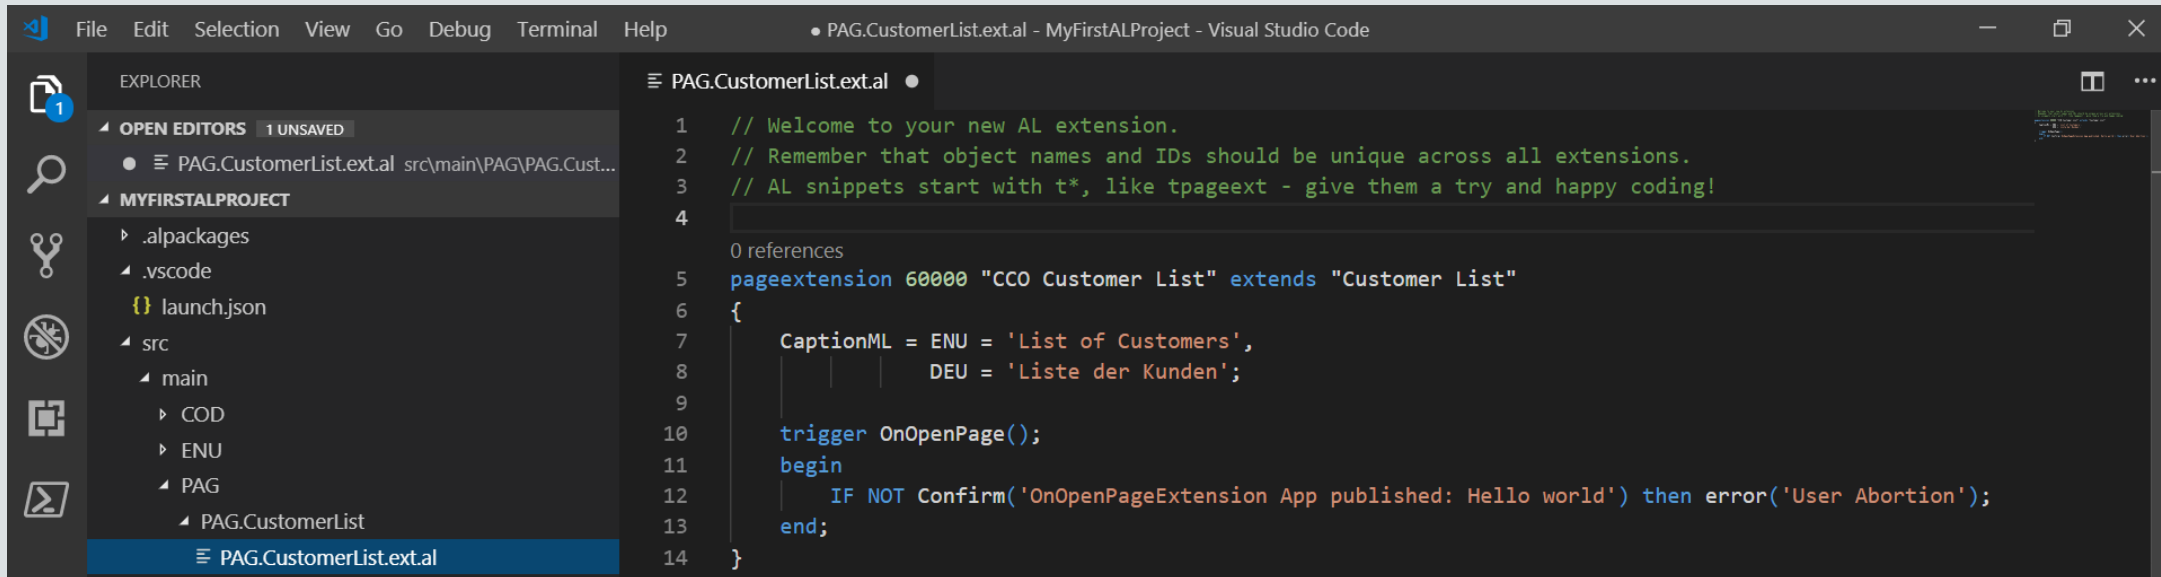 File Edit Selection View Go Debug Terminal Help
● PAG.CustomerList.ext.al - MyFirstALProject - Visual Studio Code
EXPLORER
1
OPEN EDITORS 1 UNSAVED
PAG.CustomerList.ext.al src\main\PAG\PAG.Cust...
MYFIRSTALPROJECT
.alpackages
.vscode
{} launch.json
src
main
COD
ENU
PAG
PAG.CustomerList
PAG.CustomerList.ext.al
PAG.CustomerList.ext.al ●
1 // Welcome to your new AL extension.
2 // Remember that object names and IDs should be unique across all extensions.
3 // AL snippets start with t*, like tpageext - give them a try and happy coding!
4
0 references
5 pageextension 60000 "CCO Customer List" extends "Customer List"
6 {
7 CaptionML = ENU = 'List of Customers',
8 DEU = 'Liste der Kunden';
9
10 trigger OnOpenPage();
11 begin
12 IF NOT Confirm('OnOpenPageExtension App published: Hello world') then error('User Abortion');
13 end;
14 }